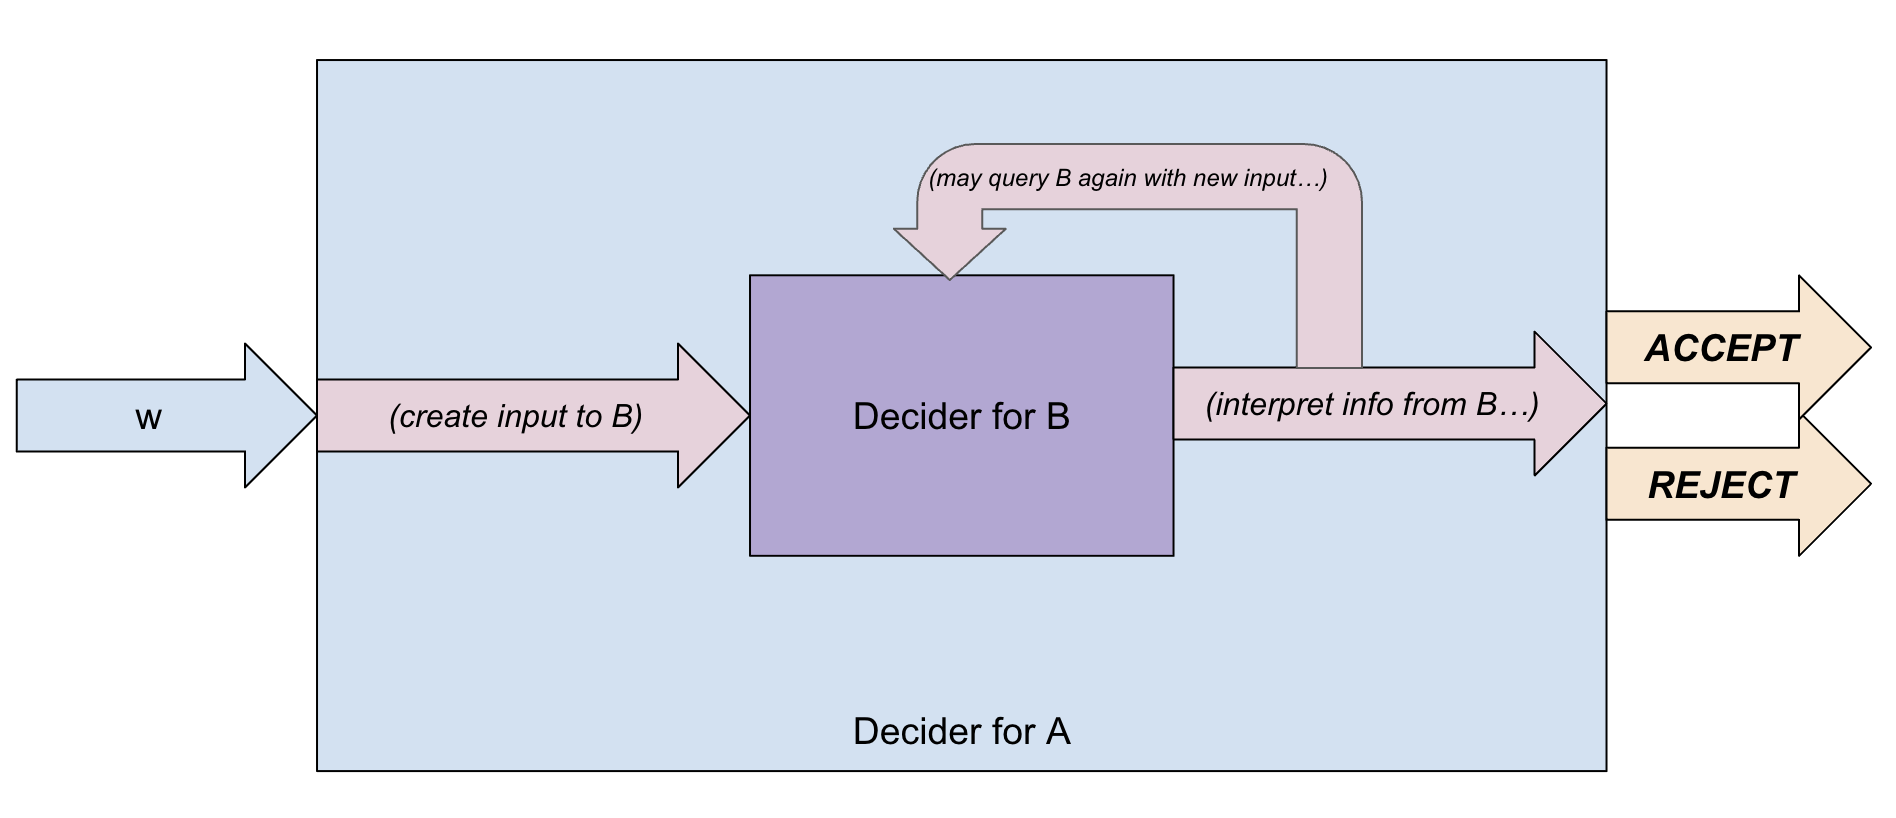 (may query B again with new input…)
w
(create input to B)
Decider for B
(interpret info from B…)
ACCEPT
REJECT
Decider for A